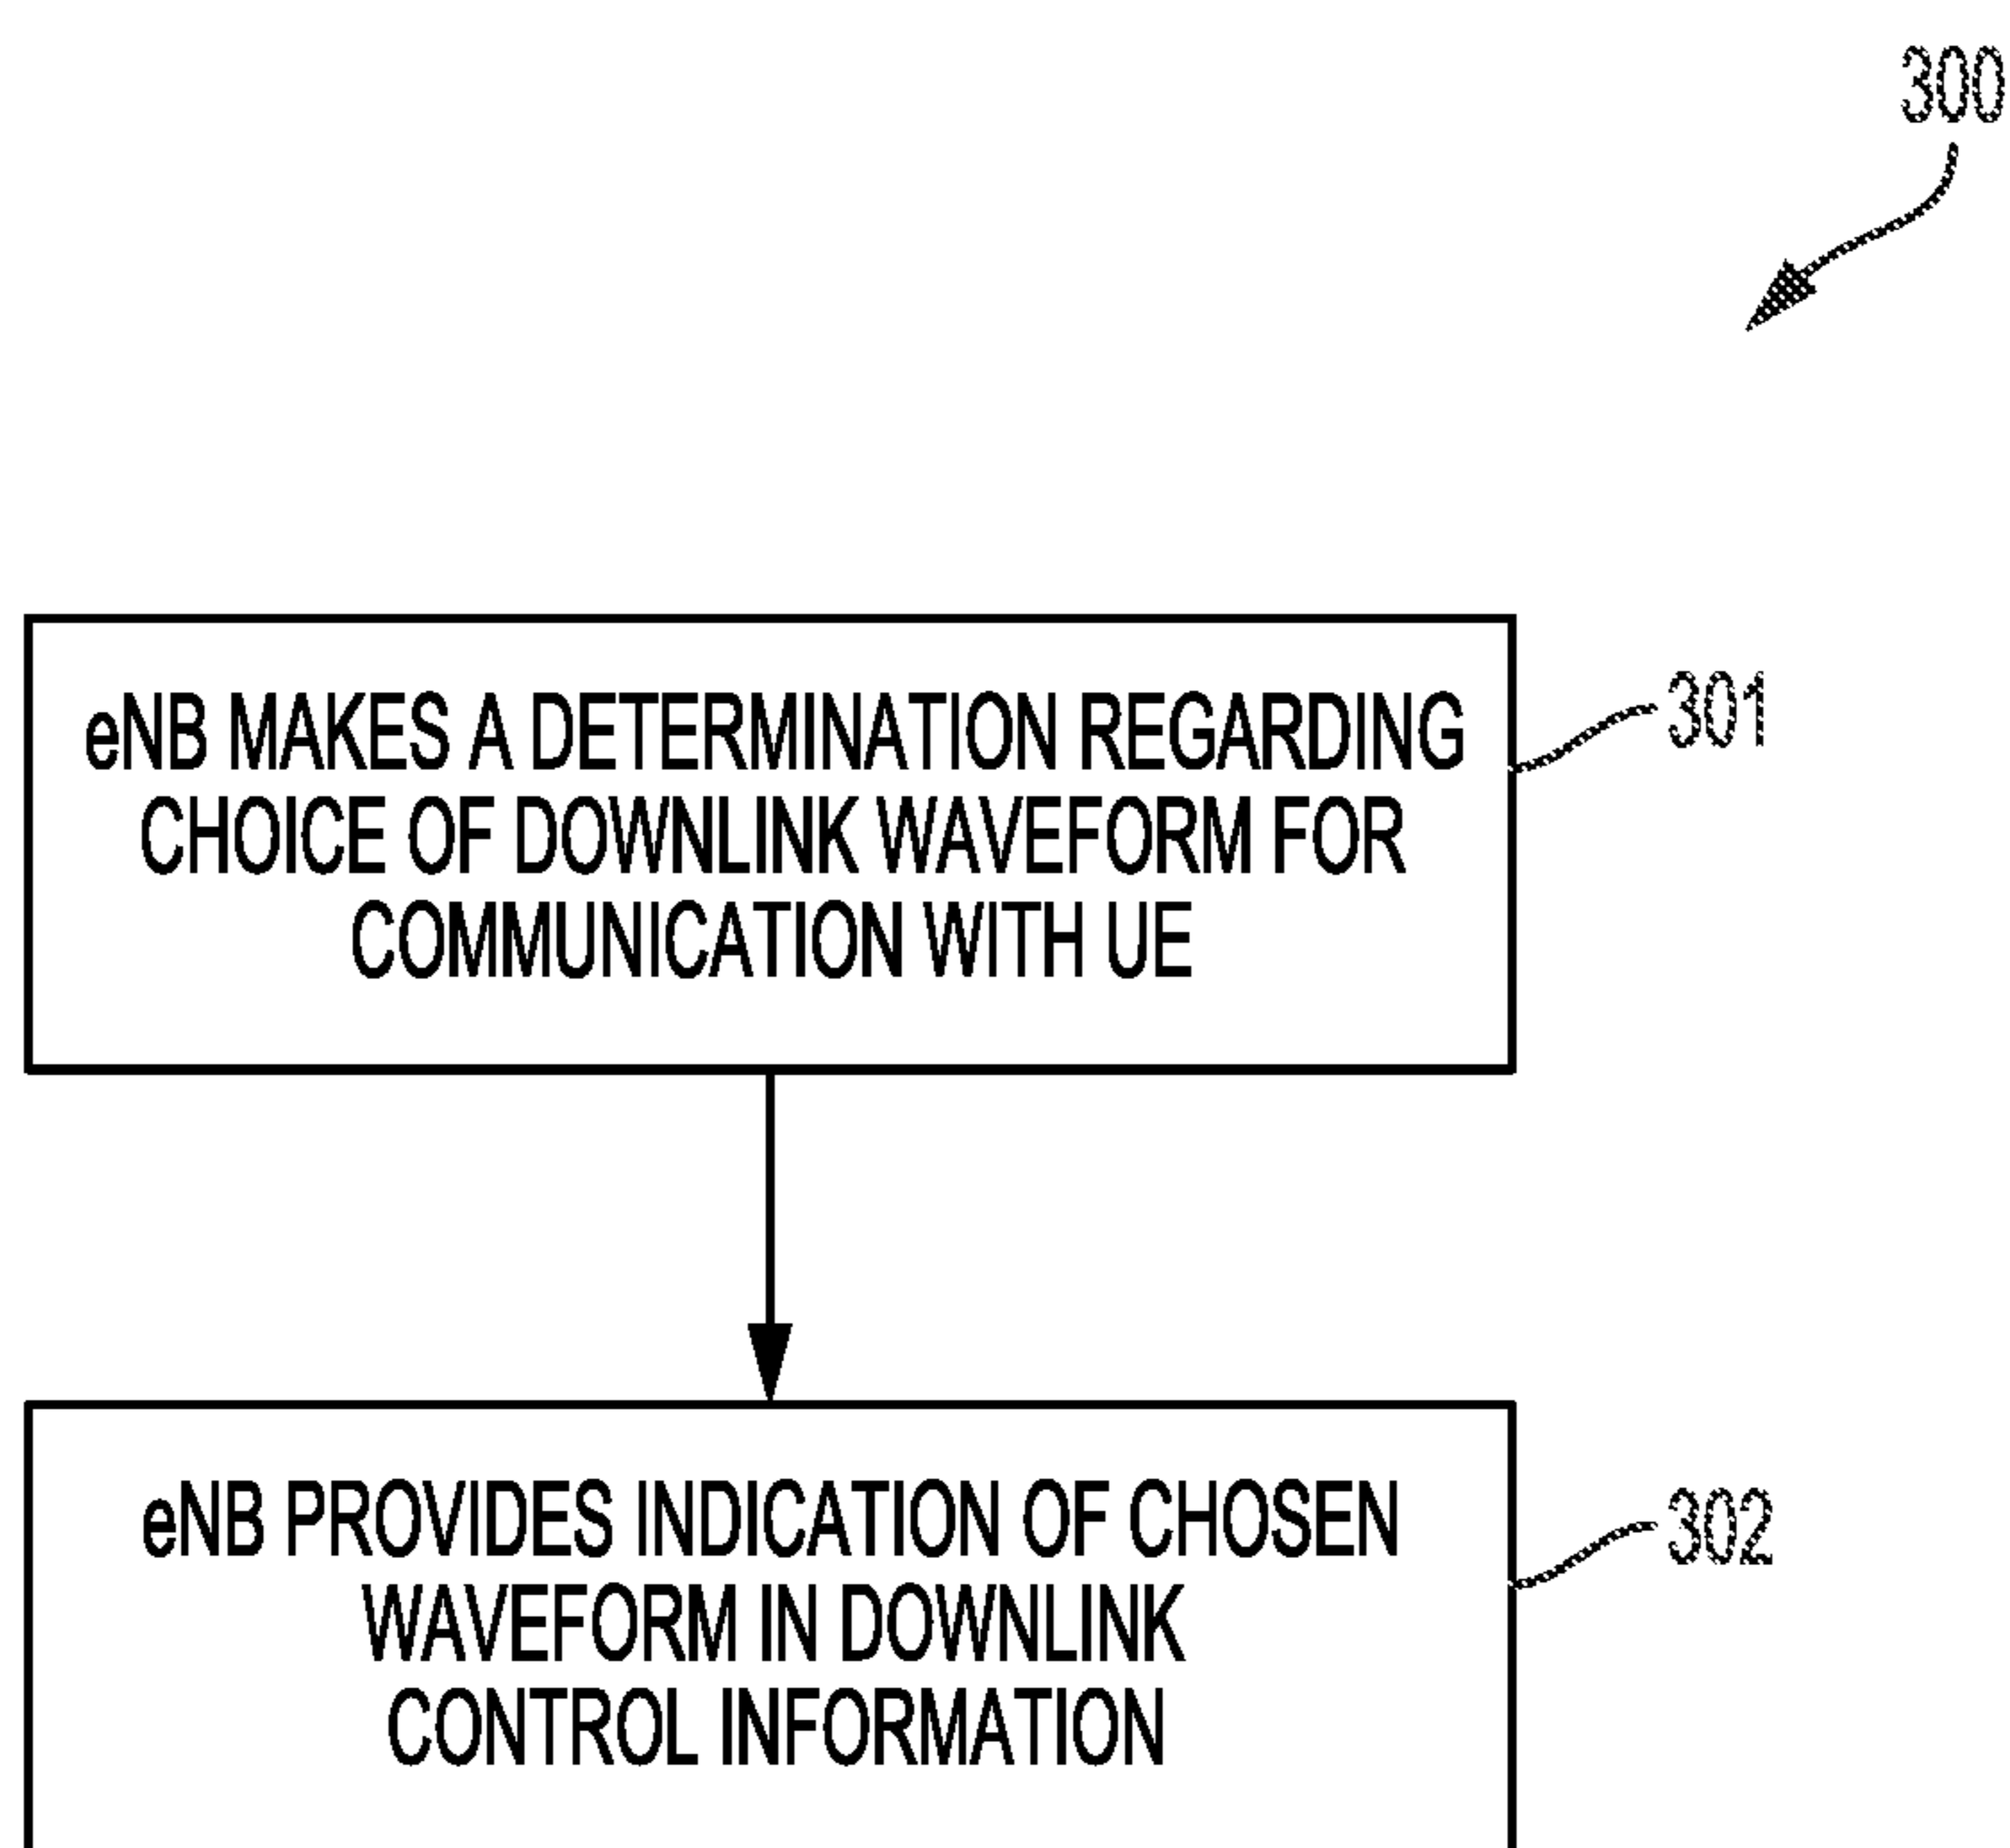 300
eNB MAKES A DETERMINATION REGARDING
CHOICE OF DOWNLINK WAVEFORM FOR
COMMUNICATION WITH UE
301
eNB PROVIDES INDICATION OF CHOSEN
WAVEFORM IN DOWNLINK
CONTROL INFORMATION
302